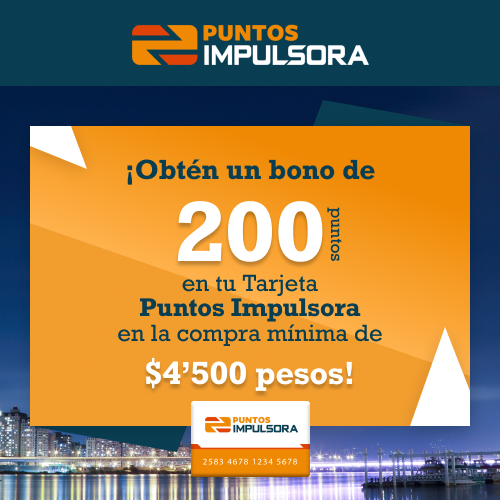 PUNTOS
IMPULSORA
¡Obtén un bono de
200 puntos
en tu Tarjeta
Puntos Impulsora
en la compra mínima de
$4’500 pesos!
PUNTOS
IMPULSORA
2583 4678 1234 5678